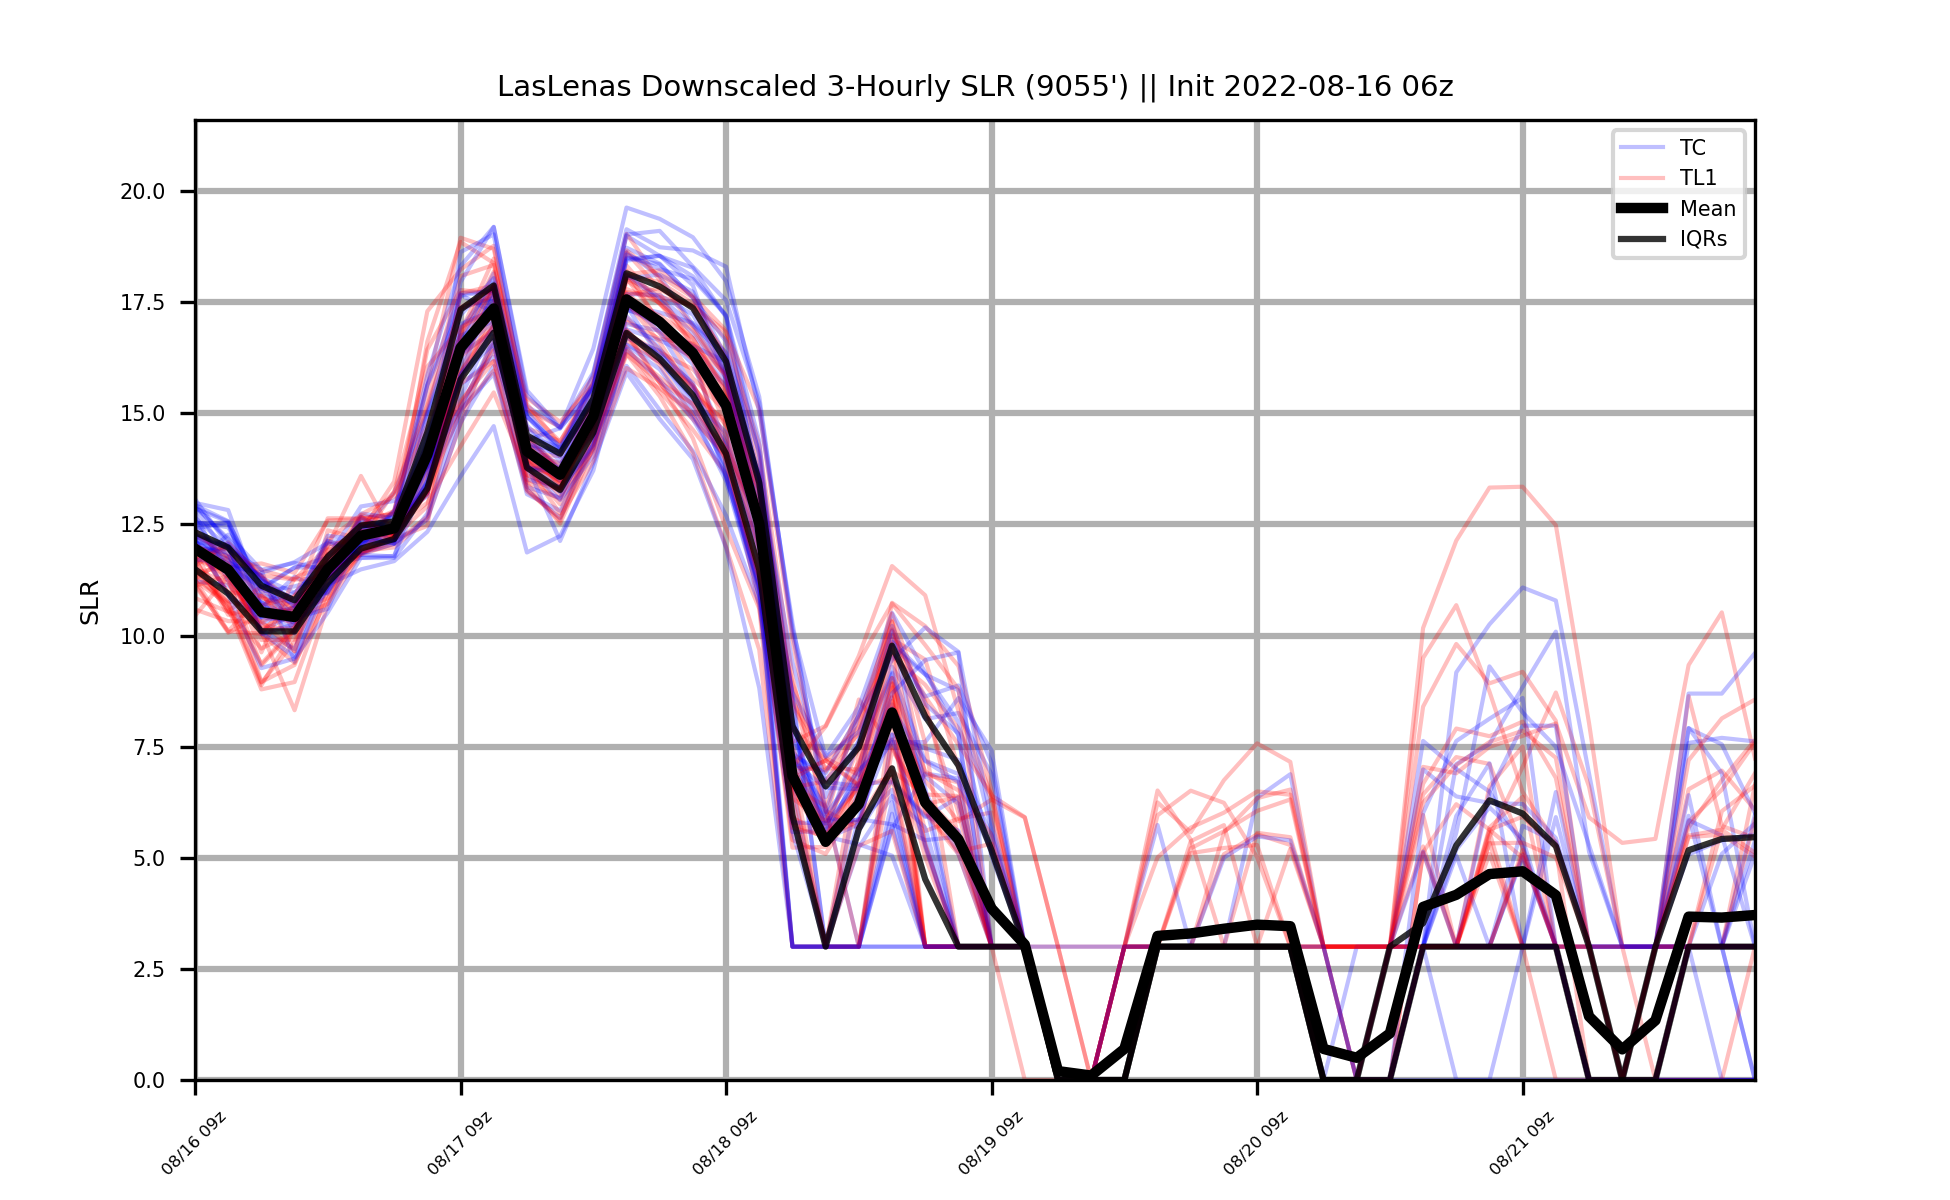 LasLenas Downscaled 3-Hourly SLR (9055') || Init 2022-08-16 06z
TC
TL1
Mean
IQRs
SLR
20.0
17.5
15.0
12.5
10.0
7.5
5.0
2.5
0.0
08/16 09z
08/17 09z
08/18 09z
08/19 09z
08/20 09z
08/21 09z